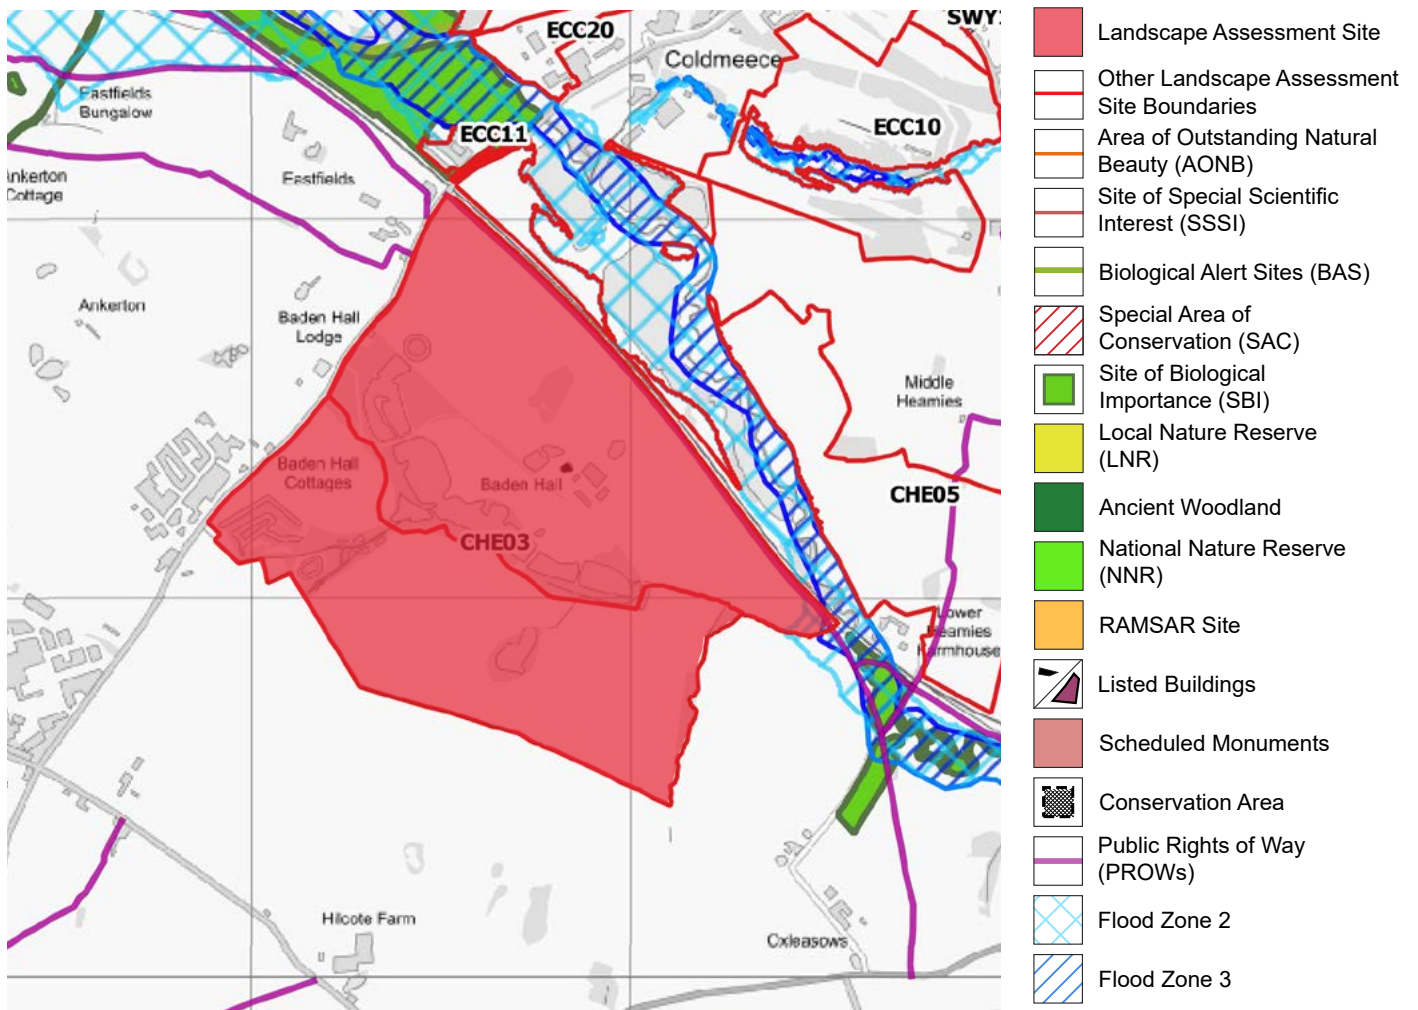 ECC20
SWY
Coldmeece
Eastfields
Bungalow
ECC11
ECC10
Ankerton
Cottage
Eastfields
Ankerton
Baden Hall
Lodge
Middle
Heamies
Baden Hall
Cottages
Baden Hall
CHE05
CHE03
Lower
Heamies
Farmhouse
Hilcote Farm
Oxleasows
Landscape Assessment Site
Other Landscape Assessment
Site Boundaries
Area of Outstanding Natural
Beauty (AONB)
Site of Special Scientific
Interest (SSSI)
Biological Alert Sites (BAS)
Special Area of
Conservation (SAC)
Site of Biological
Importance (SBI)
Local Nature Reserve
(LNR)
Ancient Woodland
National Nature Reserve
(NNR)
RAMSAR Site
Listed Buildings
Scheduled Monuments
Conservation Area
Public Rights of Way
(PROWs)
Flood Zone 2
Flood Zone 3